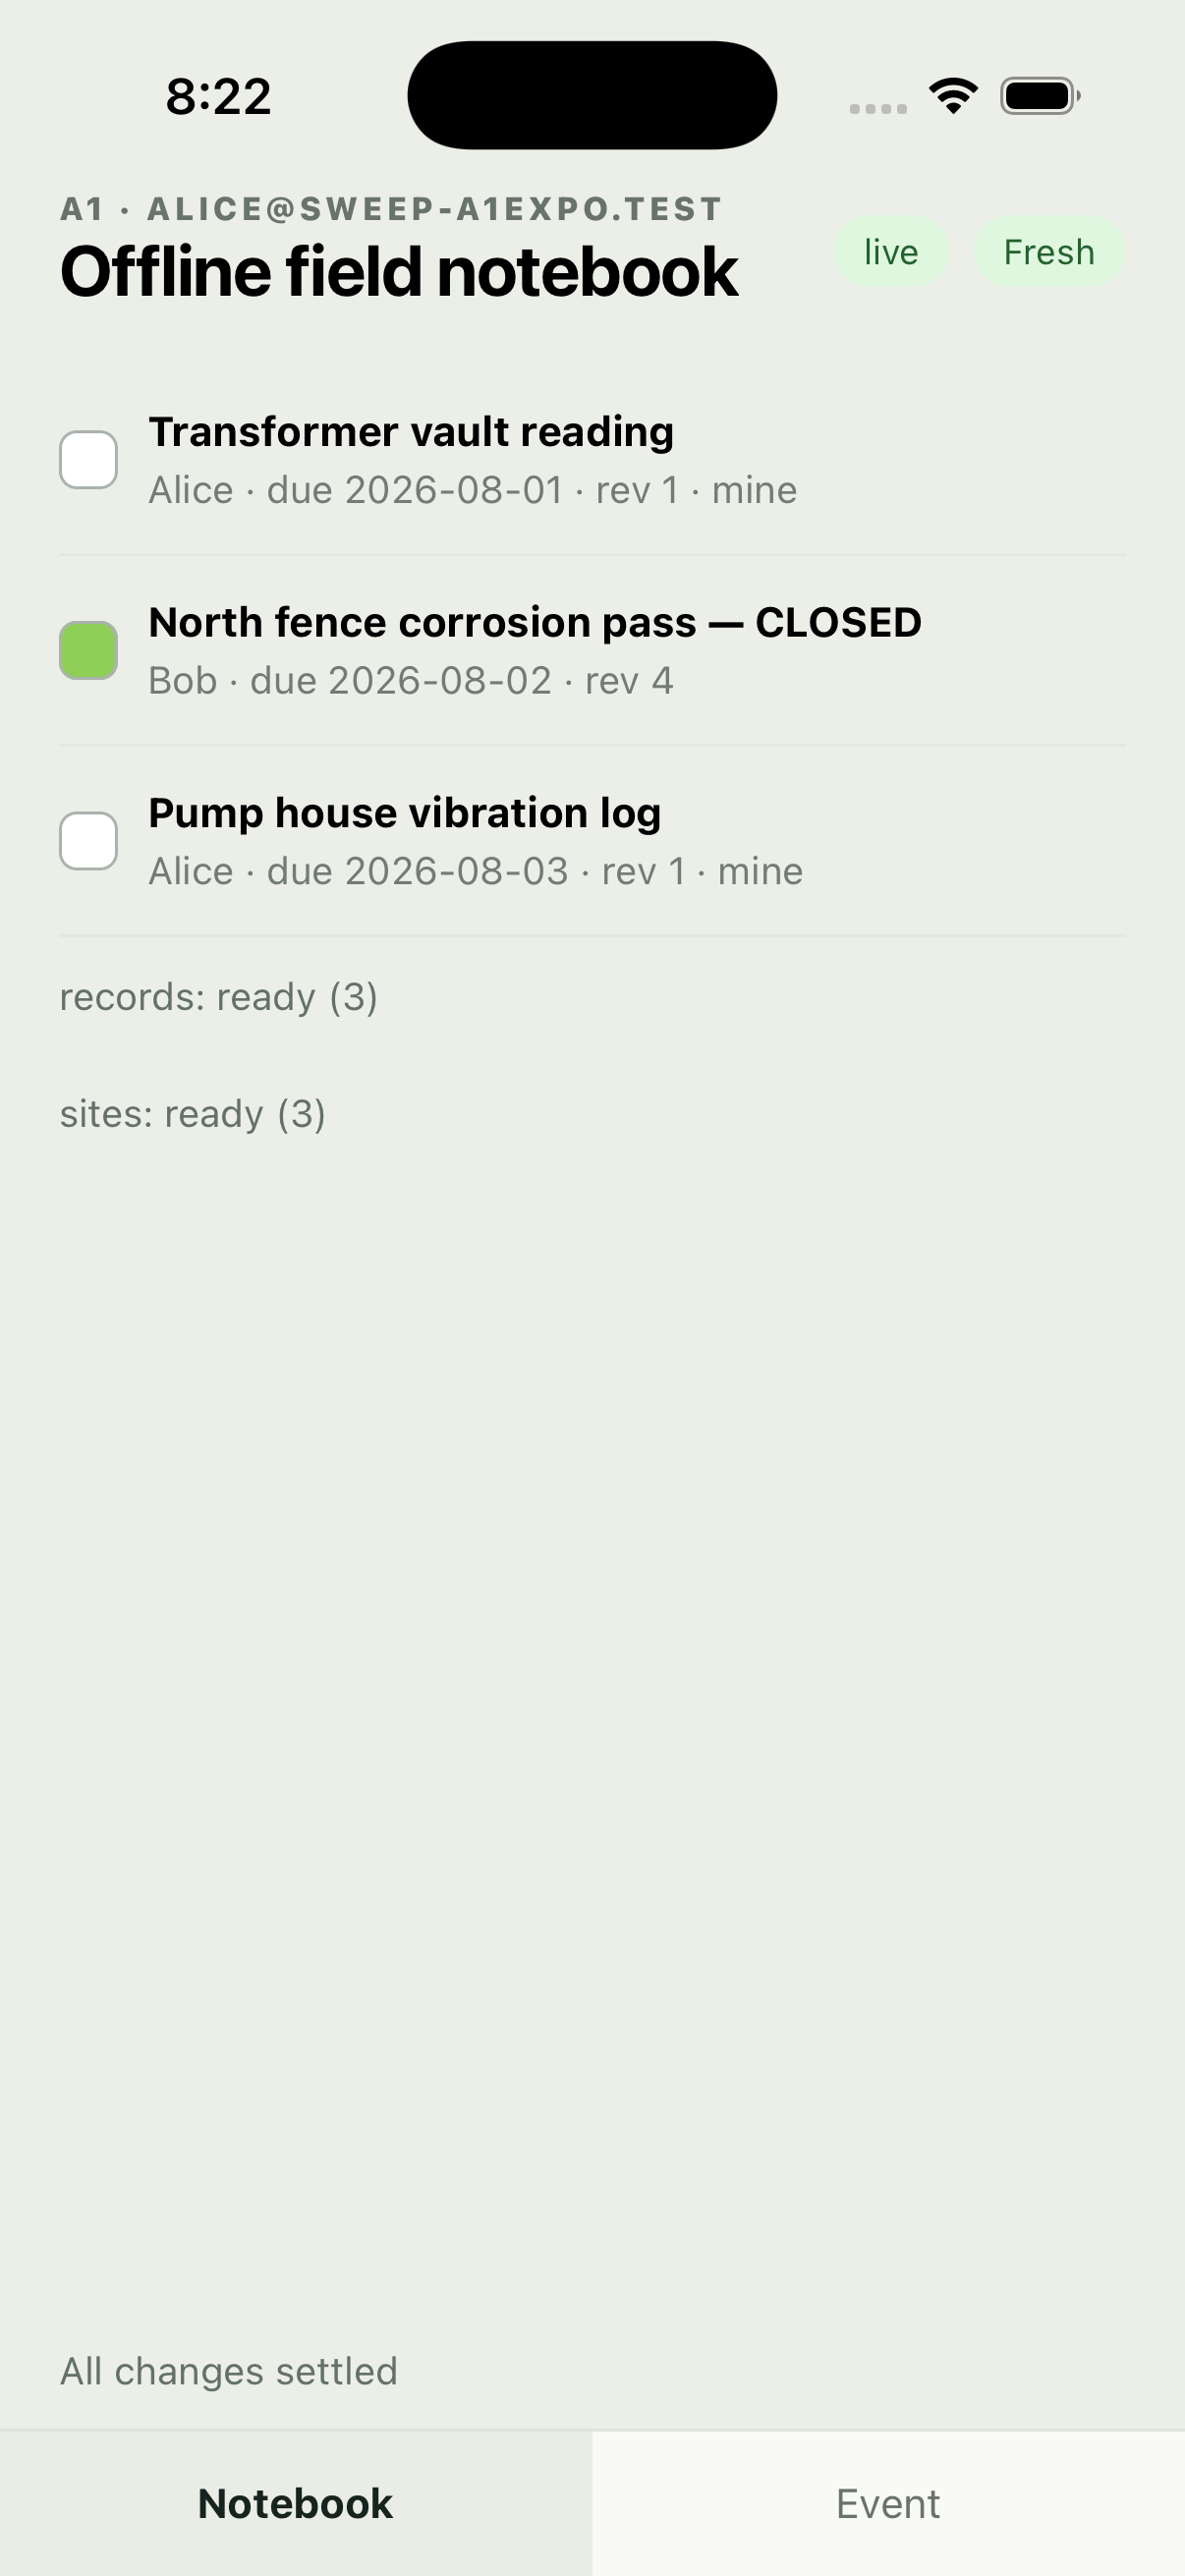 8:22
A1 · ALICE@SWEEP-A1EXPO.TEST
Offline field notebook
live
Fresh
Transformer vault reading
Alice · due 2026-08-01 · rev 1 · mine
North fence corrosion pass — CLOSED
Bob · due 2026-08-02 · rev 4
Pump house vibration log
Alice · due 2026-08-03 · rev 1 · mine
records: ready (3)
sites: ready (3)
All changes settled
Notebook
Event